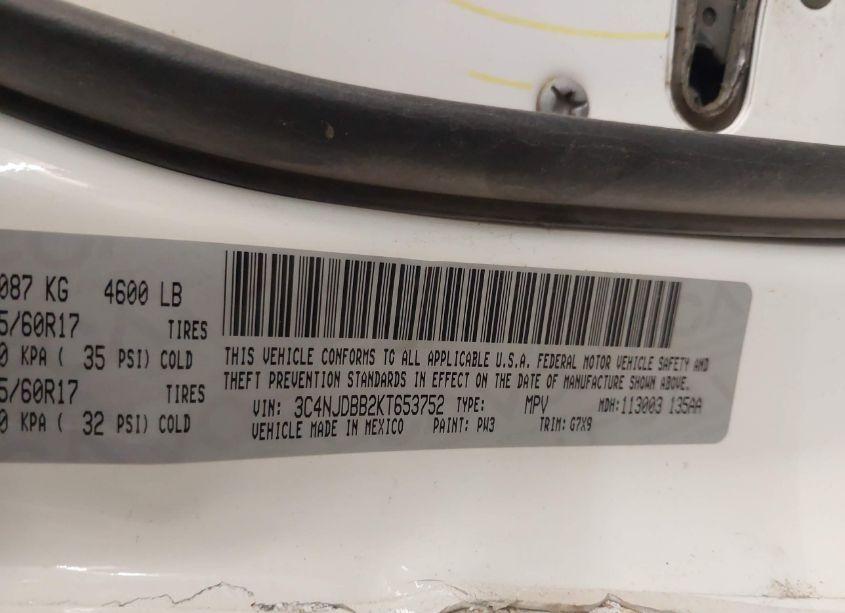 087 KG 4600 LB
5/60R17 TIRES
0 KPA ( 35 PSI) COLD
5/60R17 TIRES
0 KPA ( 32 PSI) COLD
THIS VEHICLE CONFORMS TO ALL APPLICABLE U.S.A. FEDERAL MOTOR VEHICLE SAFETY AND
THEFT PREVENTION STANDARDS IN EFFECT ON THE DATE OF MANUFACTURE SHOWN ABOVE.
VIN: 3C4NJDBB2KT653752 TYPE: MPV MDH:113003 135AA
VEHICLE MADE IN MEXICO PAINT: PW3 TRIM: G7X9